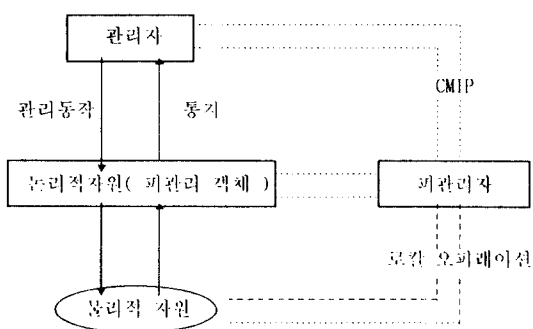 관리자
CMIP
관리동작
통지
논리적자원( 피관리 객체 )
피관리자
로칼 오퍼레이션
물리적 자원